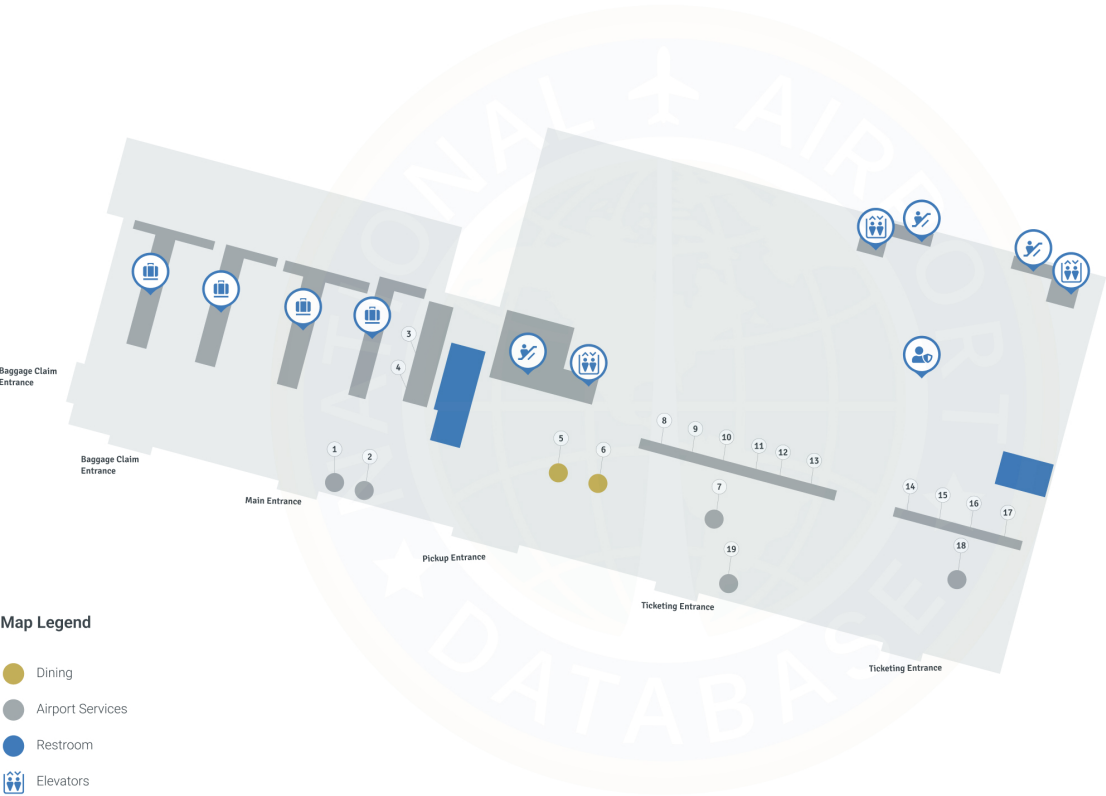 NATIONAL AIRPORT
DATABASE
3
4
Baggage Claim
Entrance
Baggage Claim
Entrance
1
2
Main Entrance
5
6
8
9
10
11
12
13
7
14
15
16
17
18
19
Pickup Entrance
Ticketing Entrance
Ticketing Entrance
Map Legend
Dining
Airport Services
Restroom
Elevators